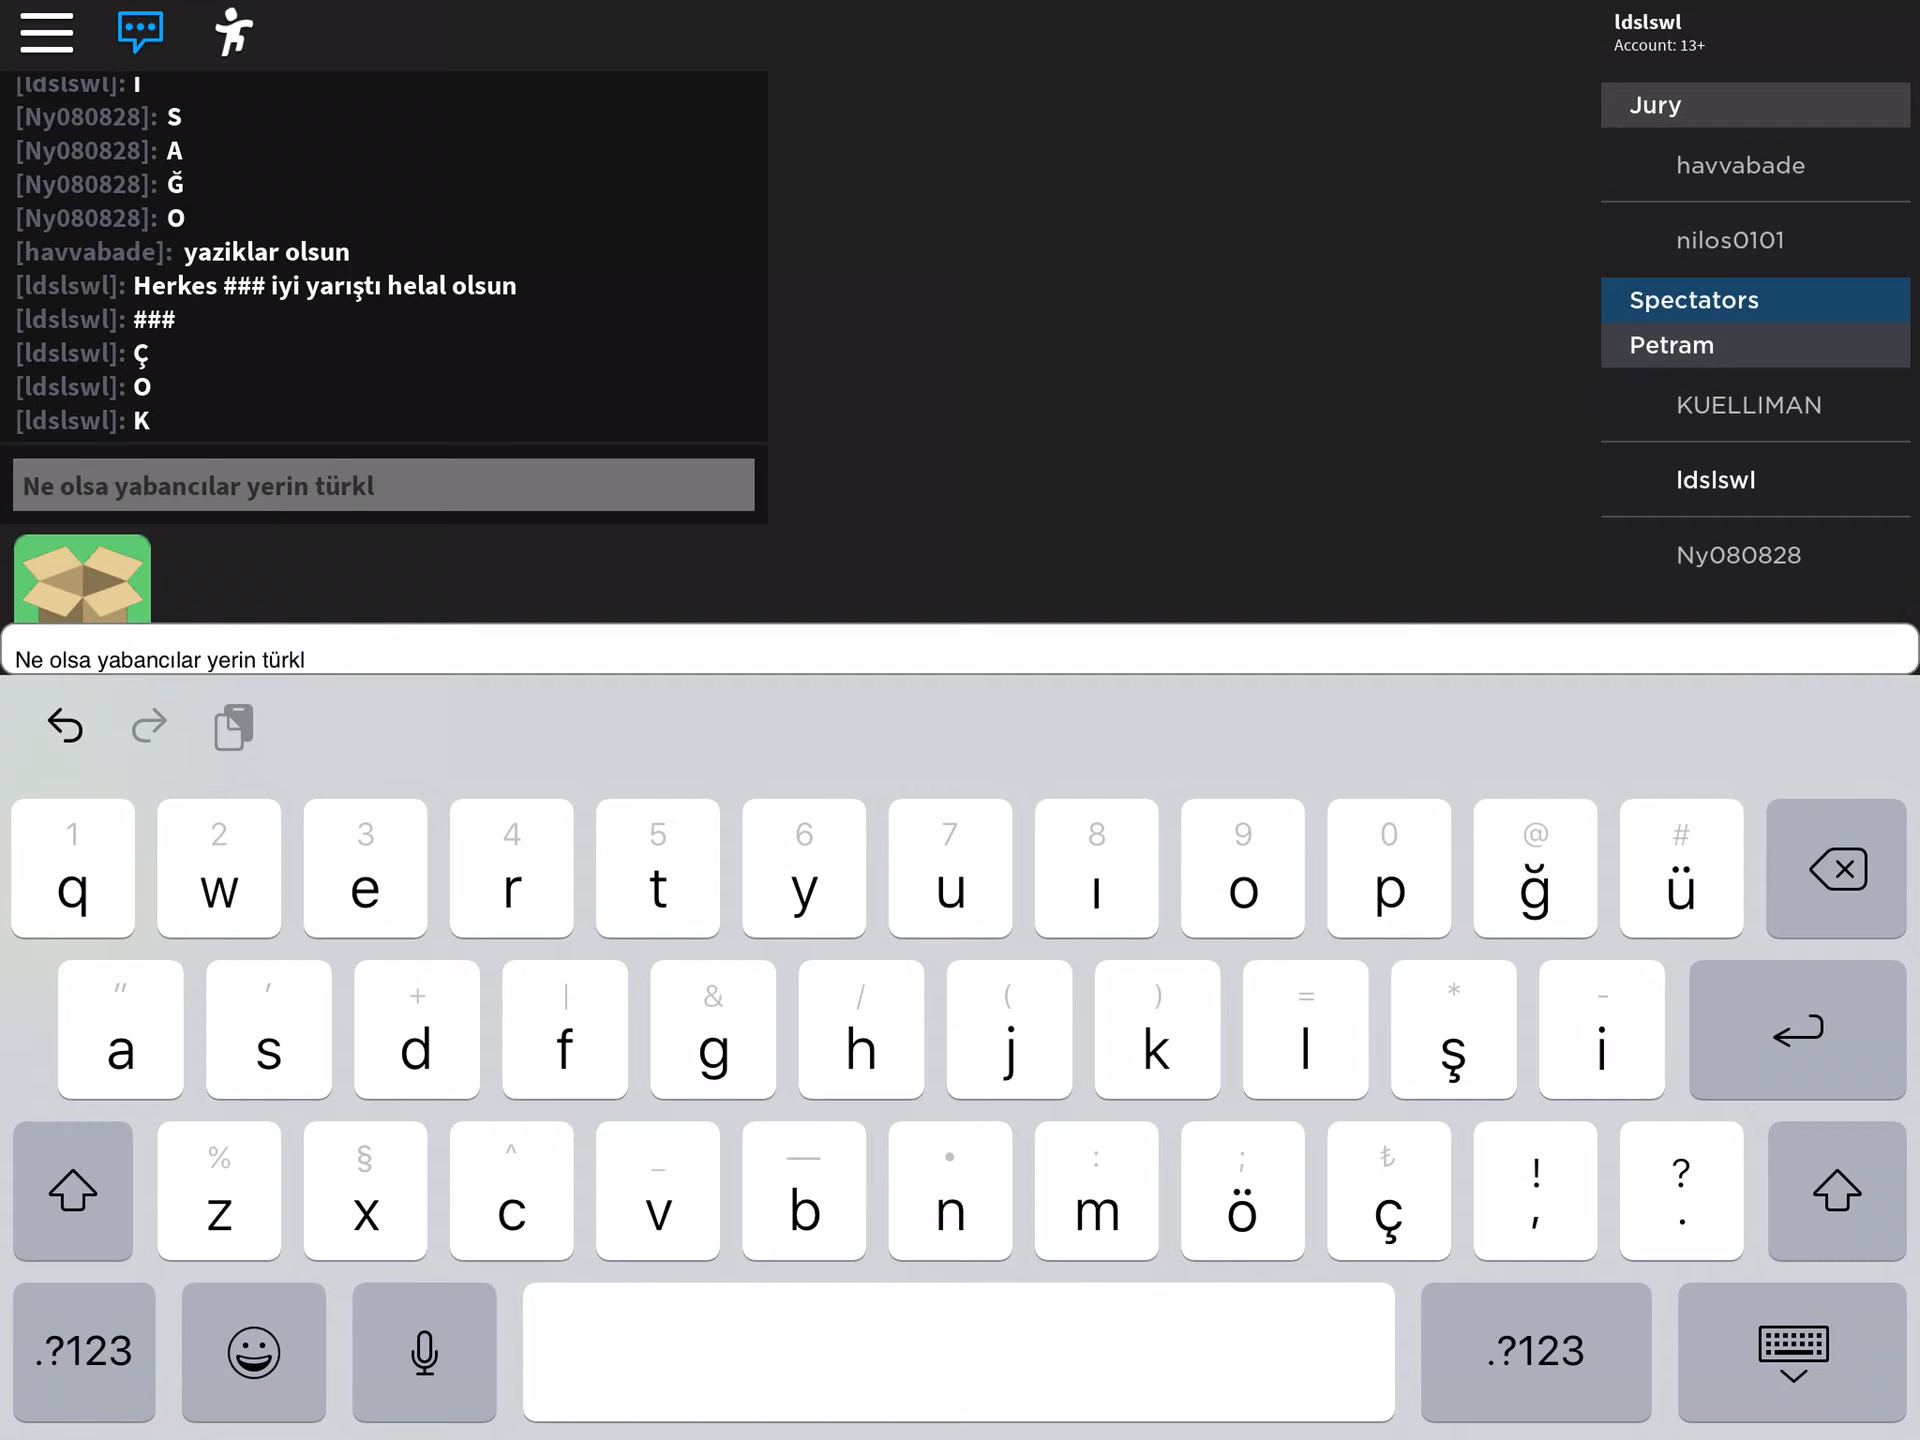 ldslswl
Account: 13+
[ldslswl]: I
[Ny080828]: S
[Ny080828]: A
[Ny080828]: Ğ
[Ny080828]: O
[havvabade]: yaziklar olsun
[ldslswl]: Herkes ### iyi yarıştı helal olsun
[ldslswl]: ###
[ldslswl]: Ç
[ldslswl]: O
[ldslswl]: K
Ne olsa yabancılar yerin türkl
Jury
havvabade
nilos0101
Spectators
Petram
KUELLIMAN
ldslswl
Ny080828
Ne olsa yabancılar yerin türkl
1 2 3 4 5 6 7 8 9 0 @ #
q w e r t y u ı o p ğ ü
" ' + | & / ( ) = * -
a s d f g h j k l ş i
% § ^ _ — • : ; ₺ ! ?
z x c v b n m ö ç , .
.?123 .?123